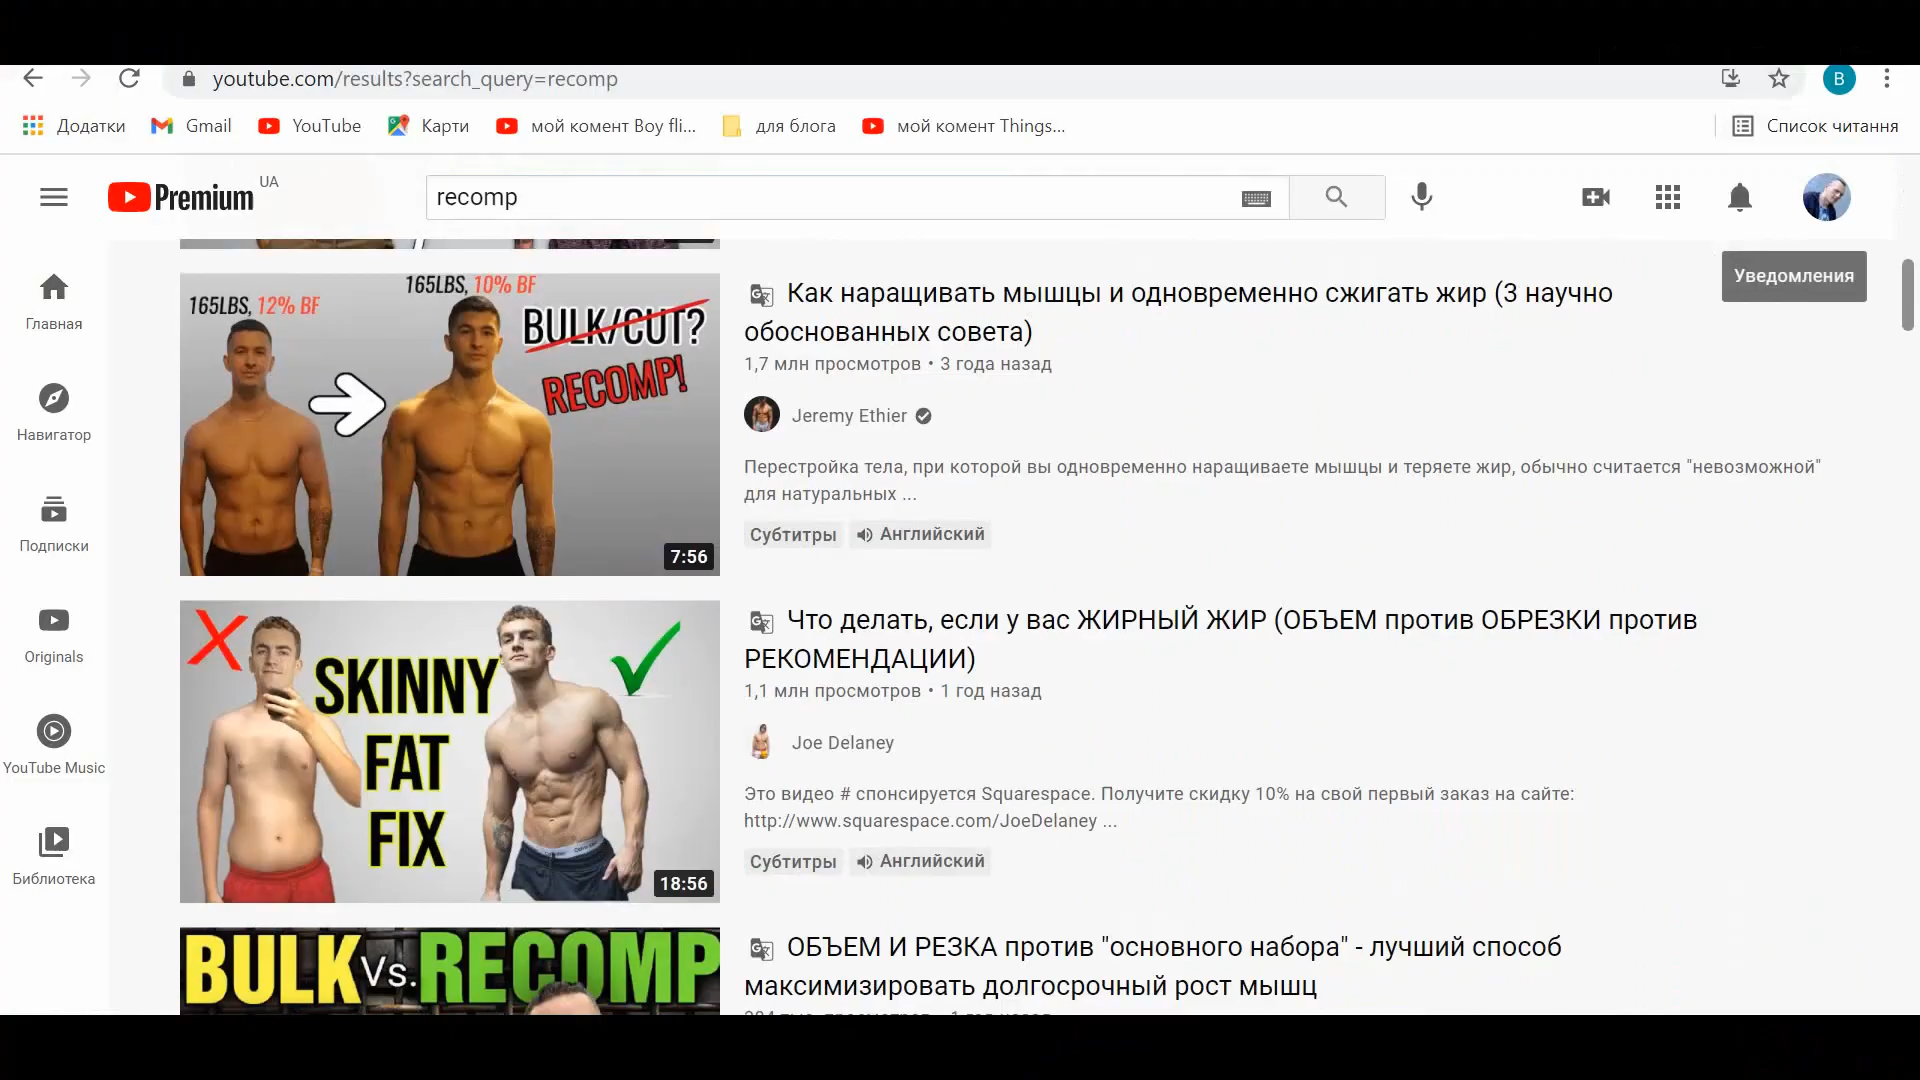 youtube.com/results?search_query=recomp
B
Додатки
Gmail
YouTube
Карти
мой комент Boy fli...
для блога
мой комент Things...
Список читання
Premium UA
recomp
Уведомления
Главная
Навигатор
Подписки
Originals
YouTube Music
Библиотека
165LBS, 12% BF
165LBS, 10% BF
BULK/CUT?
RECOMP!
7:56
Как наращивать мышцы и одновременно сжигать жир (3 научно
обоснованных совета)
1,7 млн просмотров • 3 года назад
Jeremy Ethier
Перестройка тела, при которой вы одновременно наращиваете мышцы и теряете жир, обычно считается "невозможной"
для натуральных ...
Субтитры
Английский
SKINNY
FAT
FIX
18:56
Что делать, если у вас ЖИРНЫЙ ЖИР (ОБЪЕМ против ОБРЕЗКИ против
РЕКОМЕНДАЦИИ)
1,1 млн просмотров • 1 год назад
Joe Delaney
Это видео # спонсируется Squarespace. Получите скидку 10% на свой первый заказ на сайте:
http://www.squarespace.com/JoeDelaney ...
Субтитры
Английский
BULK Vs. RECOMP
ОБЪЕМ И РЕЗКА против "основного набора" - лучший способ
максимизировать долгосрочный рост мышц